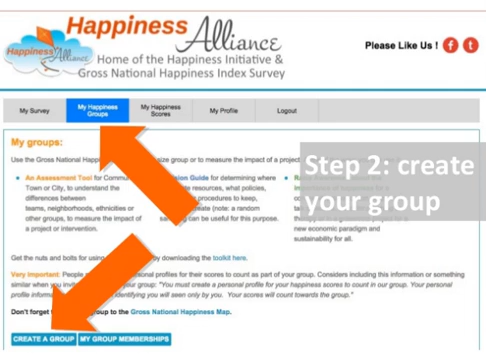 Happiness Alliance
HappinessAlliance
Home of the Happiness Initiative &
Gross National Happiness Index Survey
Please Like Us ! f t
My Survey
My Happiness
Groups
My Happiness
Scores
My Profile
Logout
My groups:
Use the Gross National Happ size group or to measure the impact of a projec
• An Assessment Tool for Commu
Town or City, to understand the
differences between
teams, neighborhoods, ethnicities or
other groups, to measure the impact of
a project or intervention.
sion Guide for determining where
resources, what policies,
procedures to keep,
eate (note: a random
sampling can be useful for this purpose.
•
new economic paradigm and
sustainability for all.
Step 2: create
your group
Get the nuts and bolts for using by downloading the toolkit here.
Very important: People sonal profiles for their scores to count as part of your group. Considers including this information or something
similar when you invit ur group: "You must create a personal profile for your happiness scores to count in our group. Your personal
profile inform identifying you will seen only by you. Your scores will count towards the group."
Don't forget roup to the Gross National Happiness Map.
CREATE A GROUP
MY GROUP MEMBERSHIPS